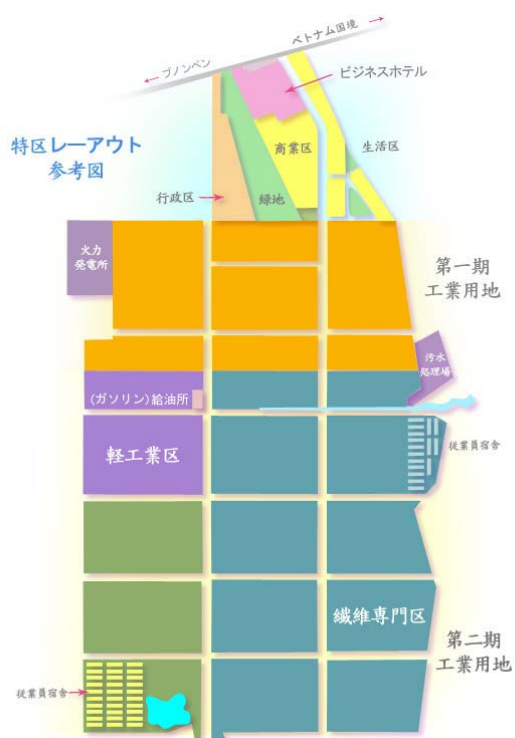 ベトナム国境
プノンペン
ビジネスホテル
特区レーアウト
参考図
商業区
生活区
行政区
緑地
火力
発電所
第一期
工業用地
汚水
処理場
(ガソリン)給油所
軽工業区
従業員宿舎
繊維専門区
第二期
工業用地
従業員宿舎